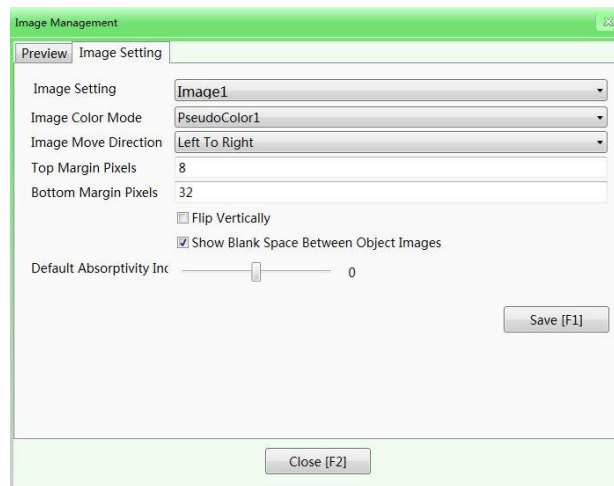 Image Management
Preview Image Setting
Image Setting Image1
Image Color Mode PseudoColor1
Image Move Direction Left To Right
Top Margin Pixels 8
Bottom Margin Pixels 32
Flip Vertically
Show Blank Space Between Object Images
Default Absorptivity Inc 0
Save [F1]
Close [F2]